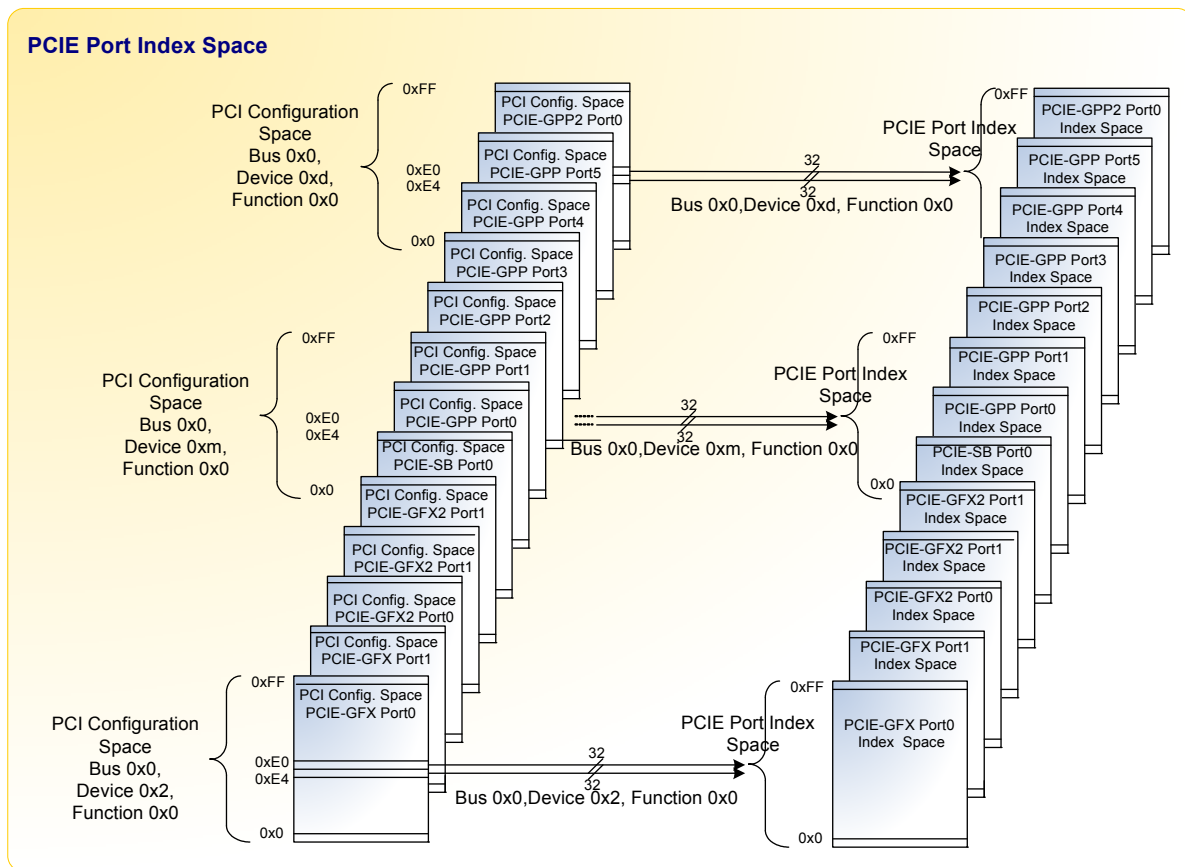 PCIE Port Index Space
PCI Configuration
Space
Bus 0x0,
Device 0xd,
Function 0x0
0xFF
0xE0
0xE4
0x0
PCI Config. Space
PCIE-GPP2 Port0
PCI Config. Space
PCIE-GPP Port5
PCI Config. Space
PCIE-GPP Port4
PCI Config. Space
PCIE-GPP Port3
PCI Config. Space
PCIE-GPP Port2
PCI Config. Space
PCIE-GPP Port1
PCI Config. Space
PCIE-GPP Port0
PCI Config. Space
PCIE-SB Port0
PCI Config. Space
PCIE-GFX2 Port1
PCI Config. Space
PCIE-GFX2 Port1
PCI Config. Space
PCIE-GFX2 Port0
PCI Config. Space
PCIE-GFX Port1
PCI Config. Space
PCIE-GFX Port0
32
32
Bus 0x0,Device 0xd, Function 0x0
PCIE Port Index
Space
0xFF
PCIE-GPP2 Port0
Index Space
PCIE-GPP Port5
Index Space
PCIE-GPP Port4
Index Space
PCIE-GPP Port3
Index Space
PCIE-GPP Port2
Index Space
PCIE-GPP Port1
Index Space
PCIE-GPP Port0
Index Space
PCIE-SB Port0
Index Space
PCIE-GFX2 Port1
Index Space
PCIE-GFX2 Port1
Index Space
PCIE-GFX2 Port0
Index Space
PCIE-GFX Port1
Index Space
PCIE-GFX Port0
Index Space
PCI Configuration
Space
Bus 0x0,
Device 0xm,
Function 0x0
0xFF
0xE0
0xE4
0x0
32
32
Bus 0x0,Device 0xm, Function 0x0
PCIE Port Index
Space
0xFF
0x0
PCI Configuration
Space
Bus 0x0,
Device 0x2,
Function 0x0
0xFF
0xE0
0xE4
0x0
32
32
Bus 0x0,Device 0x2, Function 0x0
PCIE Port Index
Space
0xFF
0x0